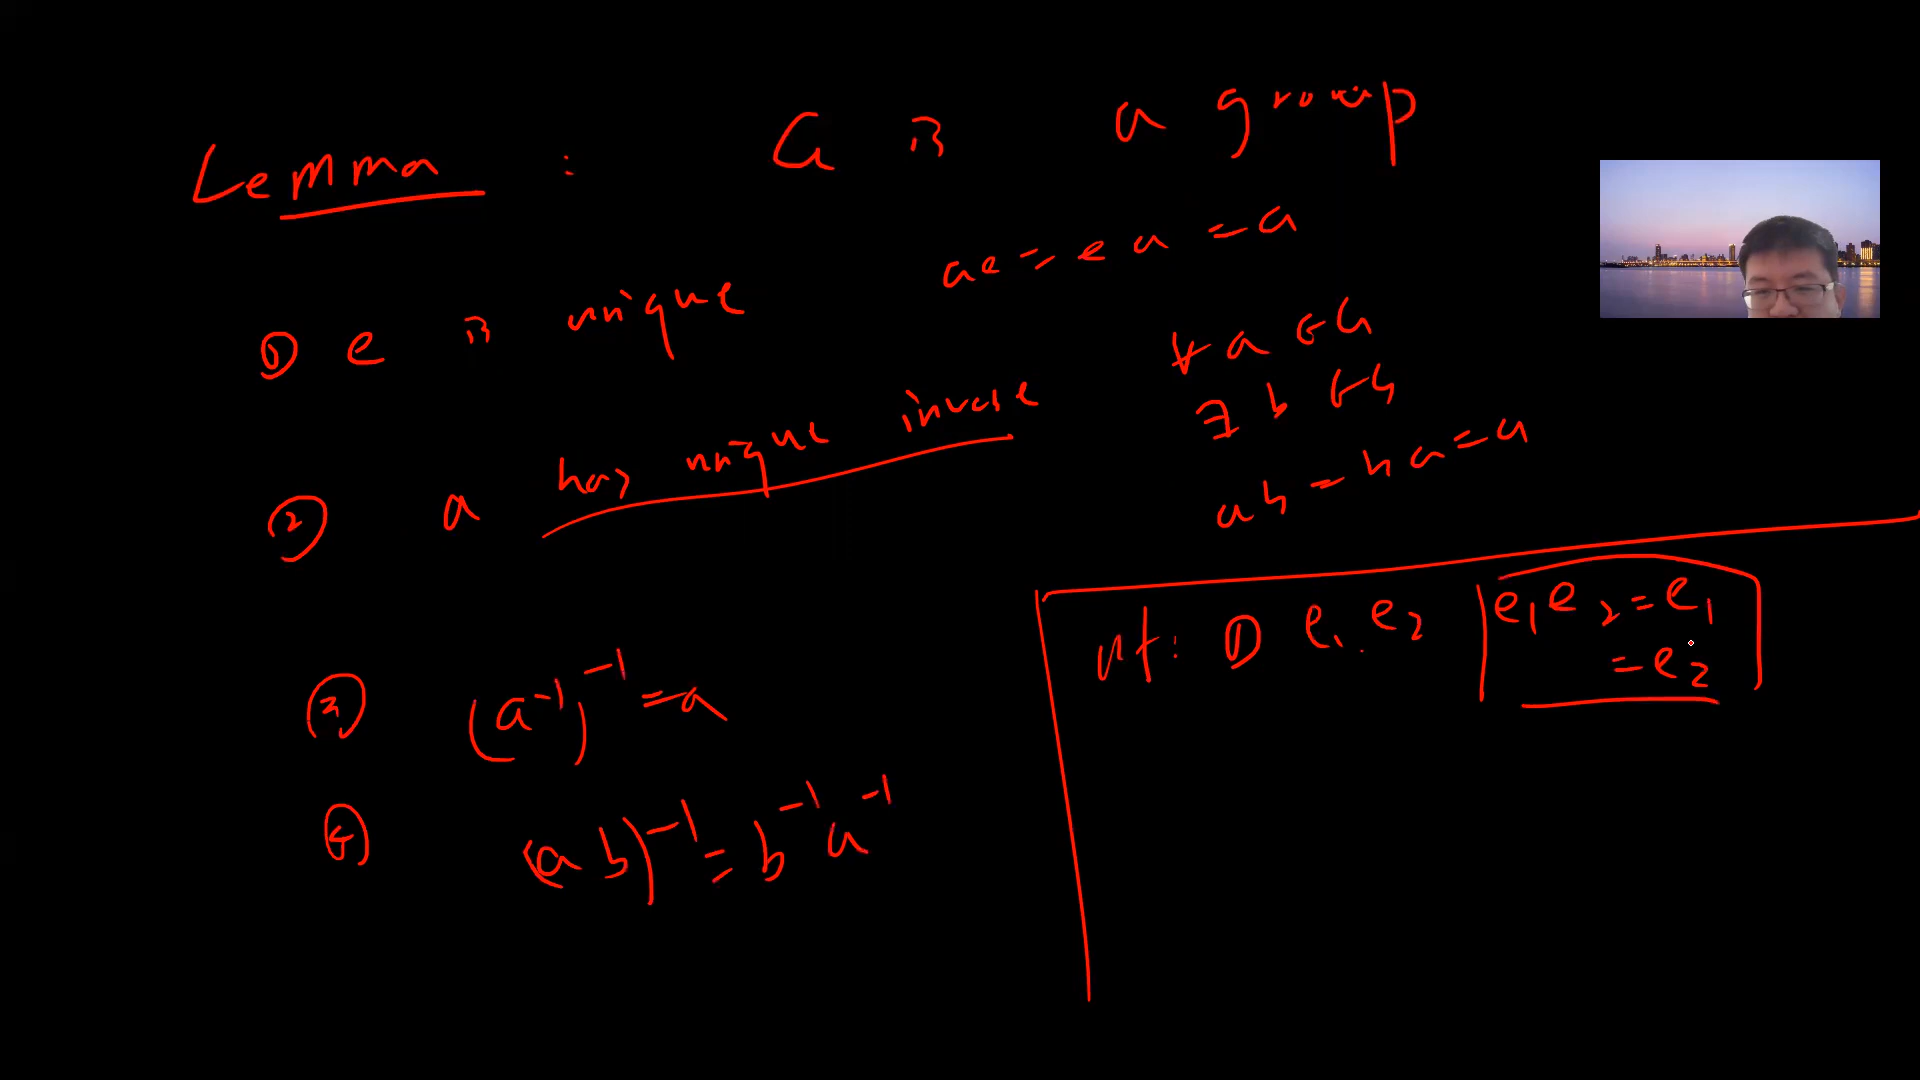 Lemma : G is a group
ae = ea = a
① e is unique
∀ a ∈ G
∃ b ∈ G
② a has unique inverse
ab = ba = a
pf: ① e₁ e₂ e₁e₂ = e₁
= e₂
③ (a⁻¹)⁻¹ = a
④ (ab)⁻¹ = b⁻¹a⁻¹